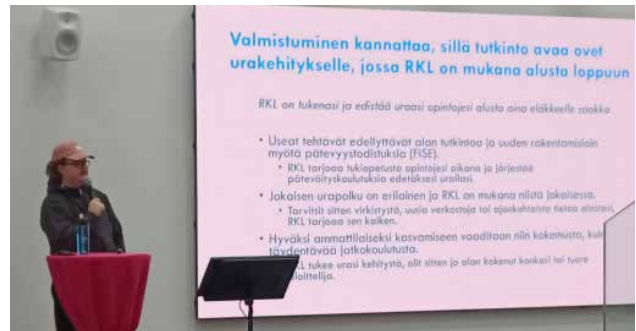 Valmistuminen kannattaa, sillä tutkinto avaa ovet
urakehitykselle, jossa RKL on mukana alusta loppuun
RKL on tukenasi ja edistää uraasi opintojesi alusta aina eläkkeelle saakka
• Useat tehtävät edellyttävät alan tutkintoa ja uuden rakentamislain
myötä pätevyystodistuksia (FISE).
• RKL tarjoaa tukiopetusta opintojesi aikana ja järjestää
pätevöityskoulutuksia edetäksesi urallasi.
• Jokaisen urapolku on erilainen ja RKL on mukana niistä jokaisessa.
• Tarvitsit sitten virkistystä, uusia verkostoja tai ajankohtaista tietoa
RKL tarjoaa sen kaiken.
• Hyväksi ammattilaiseksi kasvamiseen vaaditaan niin kokemusta, kuin
täydentävää jatkokoulutusta.
tukee urasi kehitystä, olit sitten jo alan kokenut konkari tai tuore